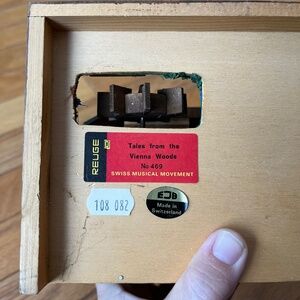 REUGE
Tales from the
Vienna Woods
No 469
SWISS MUSICAL MOVEMENT
108 082
Made in
Switzerland